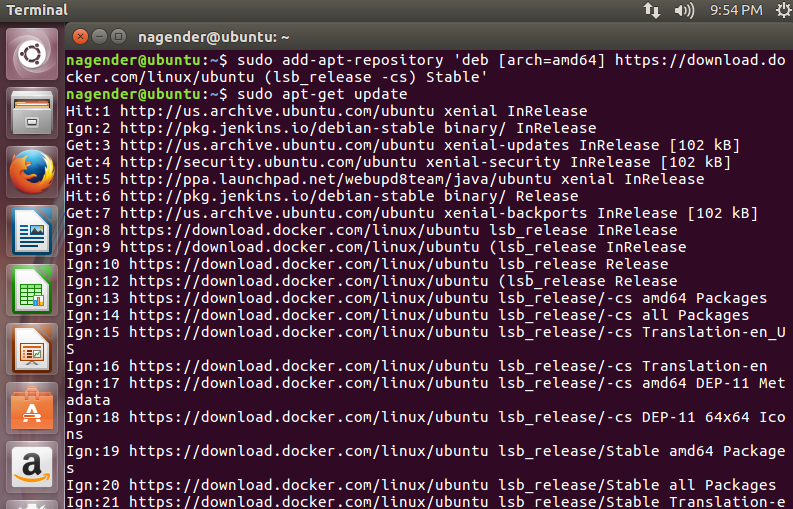 Terminal
9:54 PM
nagender@ubuntu: ~
nagender@ubuntu:~$ sudo add-apt-repository 'deb [arch=amd64] https://download.do
cker.com/linux/ubuntu (lsb_release -cs) Stable'
nagender@ubuntu:~$ sudo apt-get update
Hit:1 http://us.archive.ubuntu.com/ubuntu xenial InRelease
Ign:2 http://pkg.jenkins.io/debian-stable binary/ InRelease
Get:3 http://us.archive.ubuntu.com/ubuntu xenial-updates InRelease [102 kB]
Get:4 http://security.ubuntu.com/ubuntu xenial-security InRelease [102 kB]
Hit:5 http://ppa.launchpad.net/webupd8team/java/ubuntu xenial InRelease
Hit:6 http://pkg.jenkins.io/debian-stable binary/ Release
Get:7 http://us.archive.ubuntu.com/ubuntu xenial-backports InRelease [102 kB]
Ign:8 https://download.docker.com/linux/ubuntu lsb_release InRelease
Ign:9 https://download.docker.com/linux/ubuntu (lsb_release InRelease
Ign:10 https://download.docker.com/linux/ubuntu lsb_release Release
Ign:12 https://download.docker.com/linux/ubuntu (lsb_release Release
Ign:13 https://download.docker.com/linux/ubuntu lsb_release/-cs amd64 Packages
Ign:14 https://download.docker.com/linux/ubuntu lsb_release/-cs all Packages
Ign:15 https://download.docker.com/linux/ubuntu lsb_release/-cs Translation-en_U
S
Ign:16 https://download.docker.com/linux/ubuntu lsb_release/-cs Translation-en
Ign:17 https://download.docker.com/linux/ubuntu lsb_release/-cs amd64 DEP-11 Met
adata
Ign:18 https://download.docker.com/linux/ubuntu lsb_release/-cs DEP-11 64x64 Ico
ns
Ign:19 https://download.docker.com/linux/ubuntu lsb_release/Stable amd64 Package
s
Ign:20 https://download.docker.com/linux/ubuntu lsb_release/Stable all Packages
Ign:21 https://download.docker.com/linux/ubuntu lsb_release/Stable Translation-e